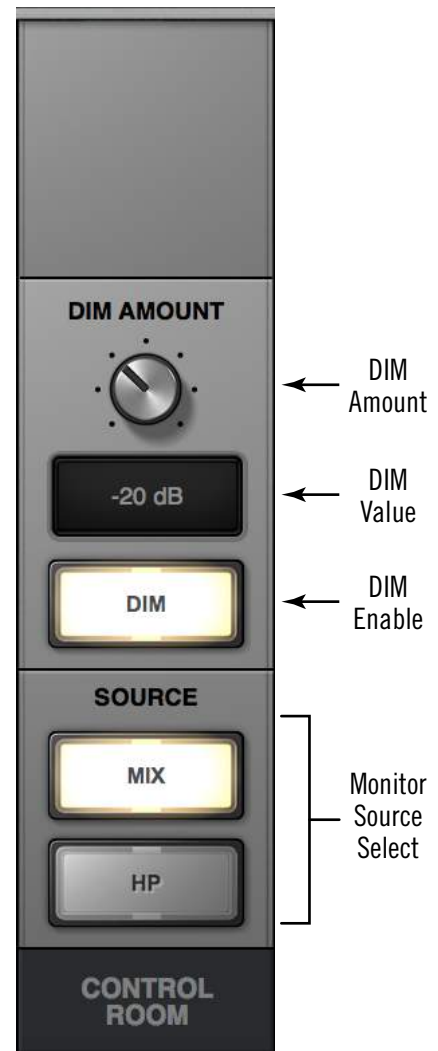 DIM AMOUNT
DIM
Amount
-20 dB
DIM
Value
DIM
DIM
Enable
SOURCE
MIX
HP
Monitor
Source
Select
CONTROL
ROOM